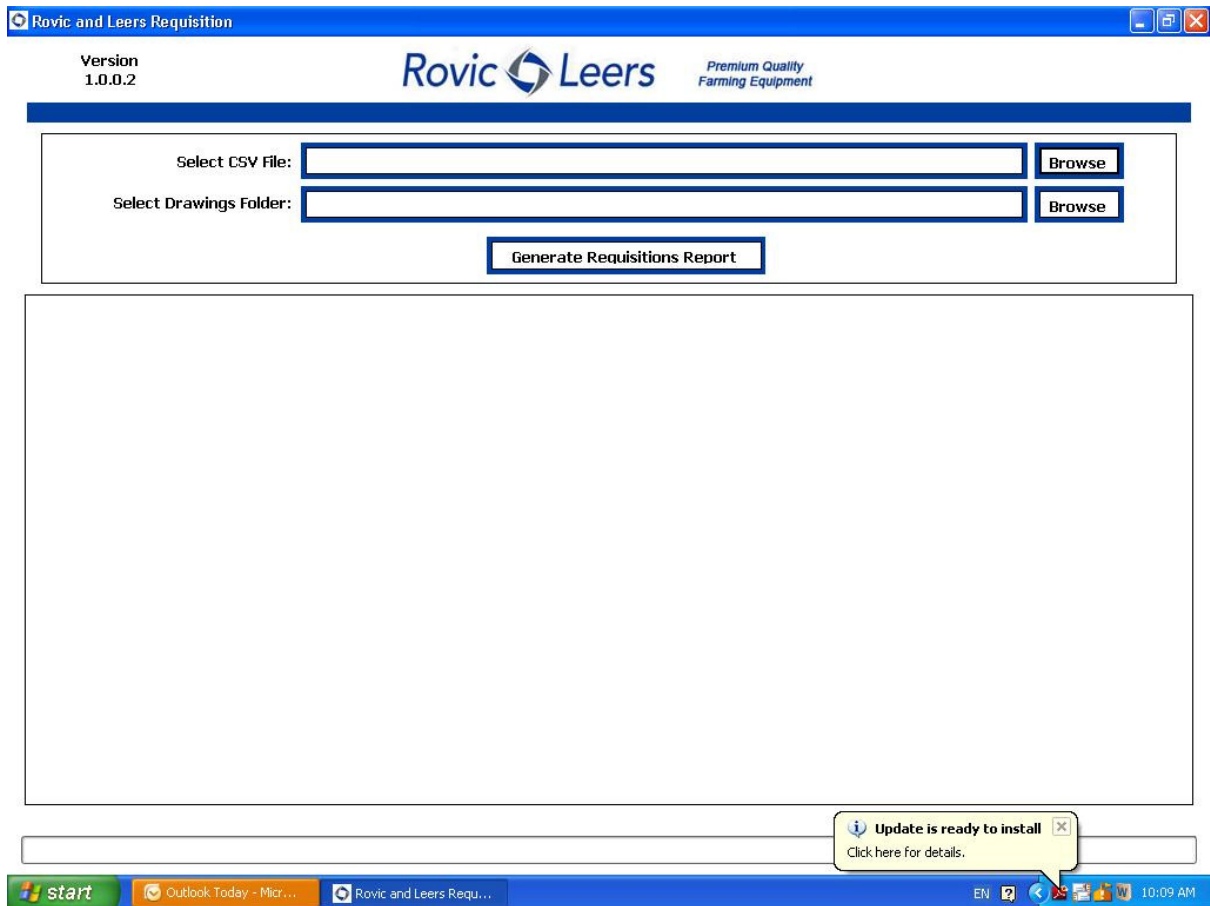 Rovic and Leers Requisition
Version
1.0.0.2
Rovic Leers
Premium Quality
Farming Equipment
Select CSV File:
Browse
Select Drawings Folder:
Browse
Generate Requisitions Report
Update is ready to install
Click here for details.
start
Outlook Today - Micr...
Rovic and Leers Requ...
EN
10:09 AM